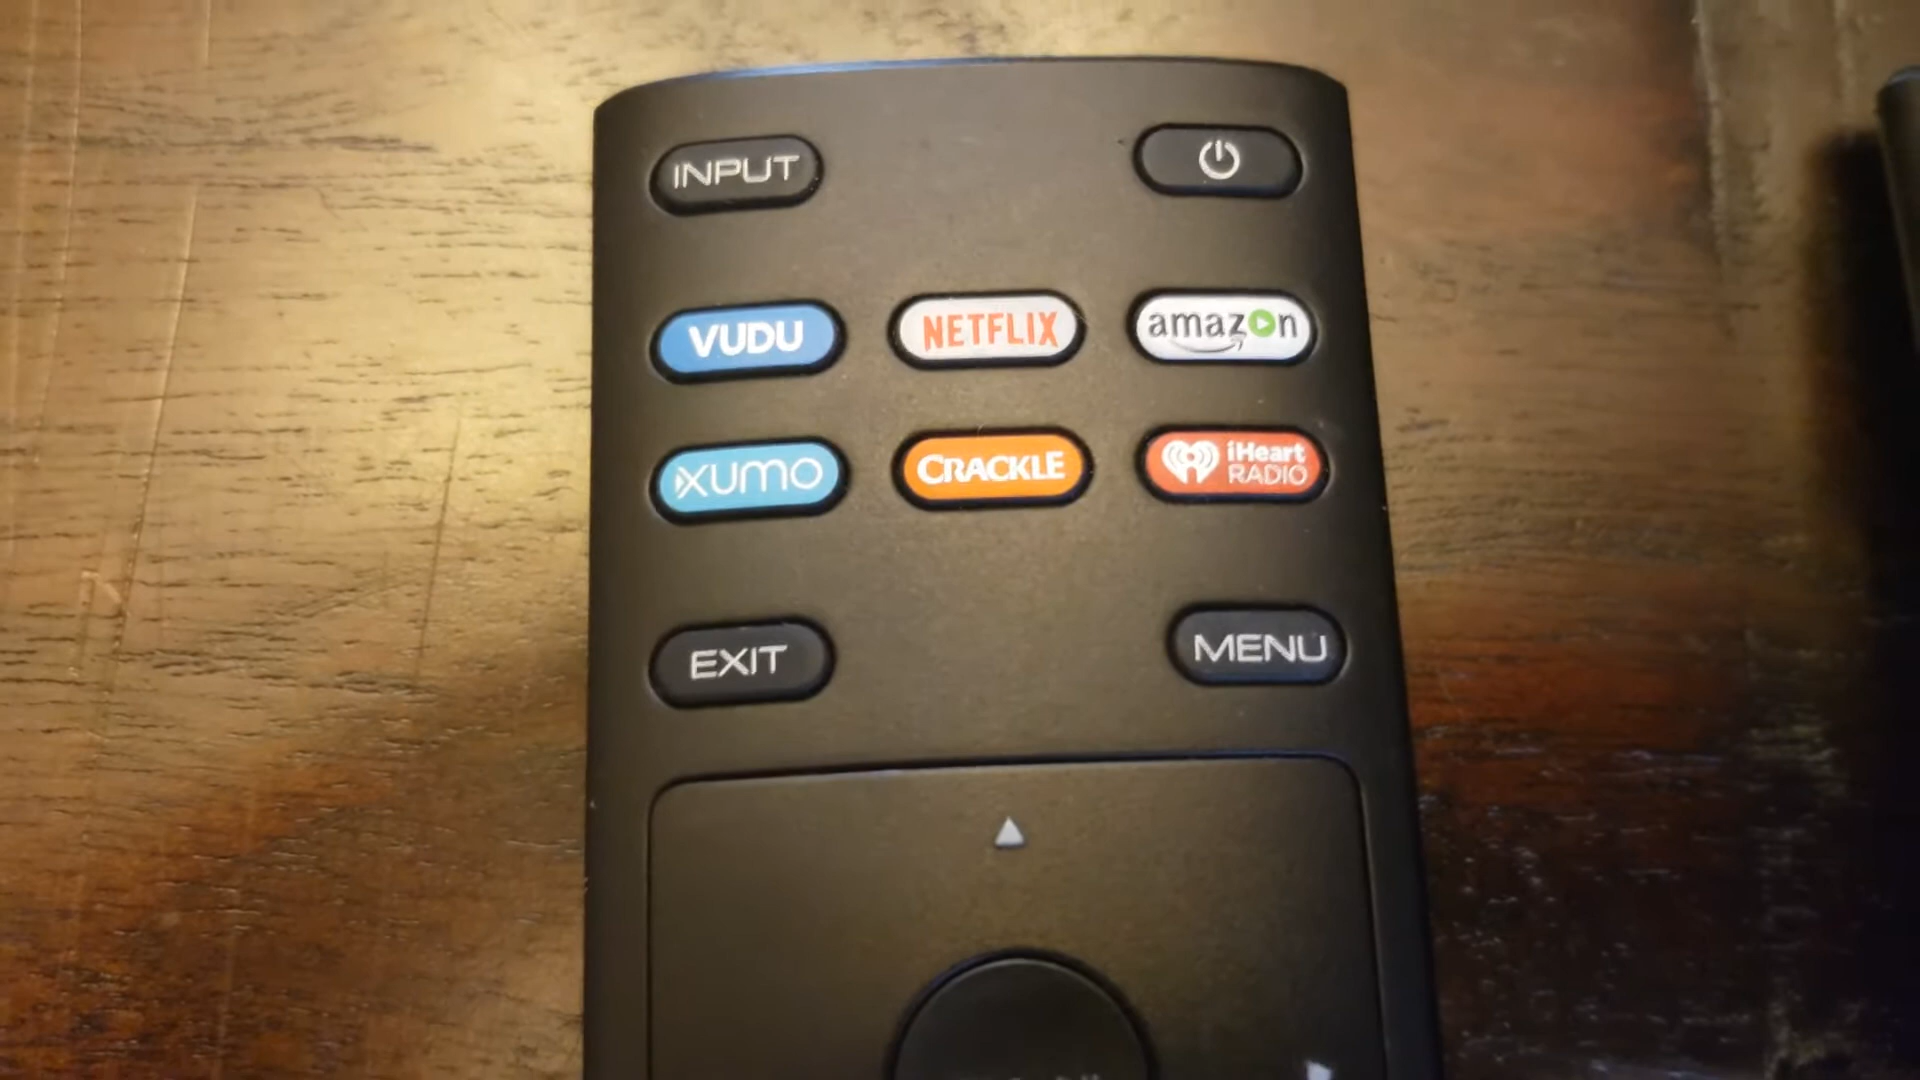 INPUT
VUDU
NETFLIX
amazon
XUMO
CRACKLE
iHeart
RADIO
EXIT
MENU